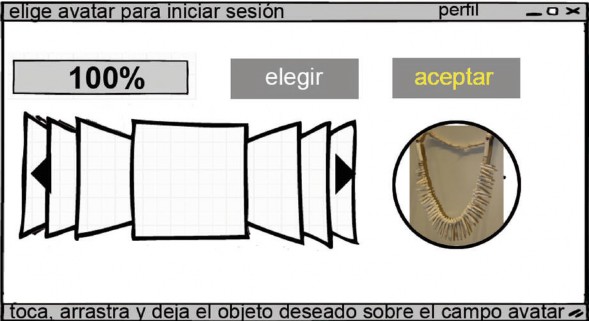 elige avatar para iniciar sesión
perfil
100%
elegir
aceptar
toca, arrastra y deja el objeto deseado sobre el campo avatar